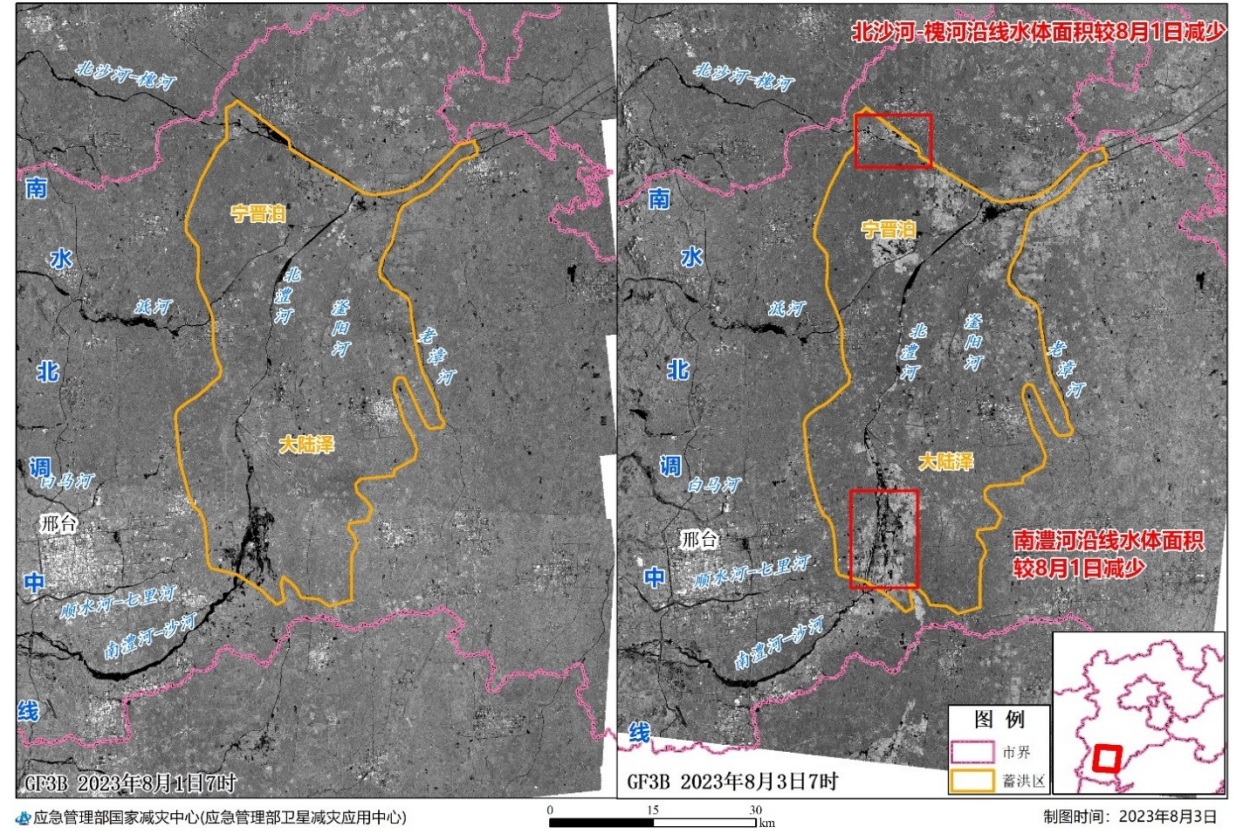 北沙河-槐河
南
水
北
调
中
线
宁晋泊
泜河
北澧河
滏阳河
老漳河
大陆泽
白马河
邢台
顺水河-七里河
南澧河-沙河
GF3B 2023年8月1日7时
北沙河-槐河沿线水体面积较8月1日减少
北沙河-槐河
南
水
北
调
中
线
宁晋泊
泜河
北澧河
滏阳河
老漳河
大陆泽
白马河
邢台
顺水河-七里河
南澧河-沙河
南澧河沿线水体面积
较8月1日减少
GF3B 2023年8月3日7时
图 例
市界
蓄洪区
应急管理部国家减灾中心(应急管理部卫星减灾应用中心)
0 15 30
km
制图时间：2023年8月3日